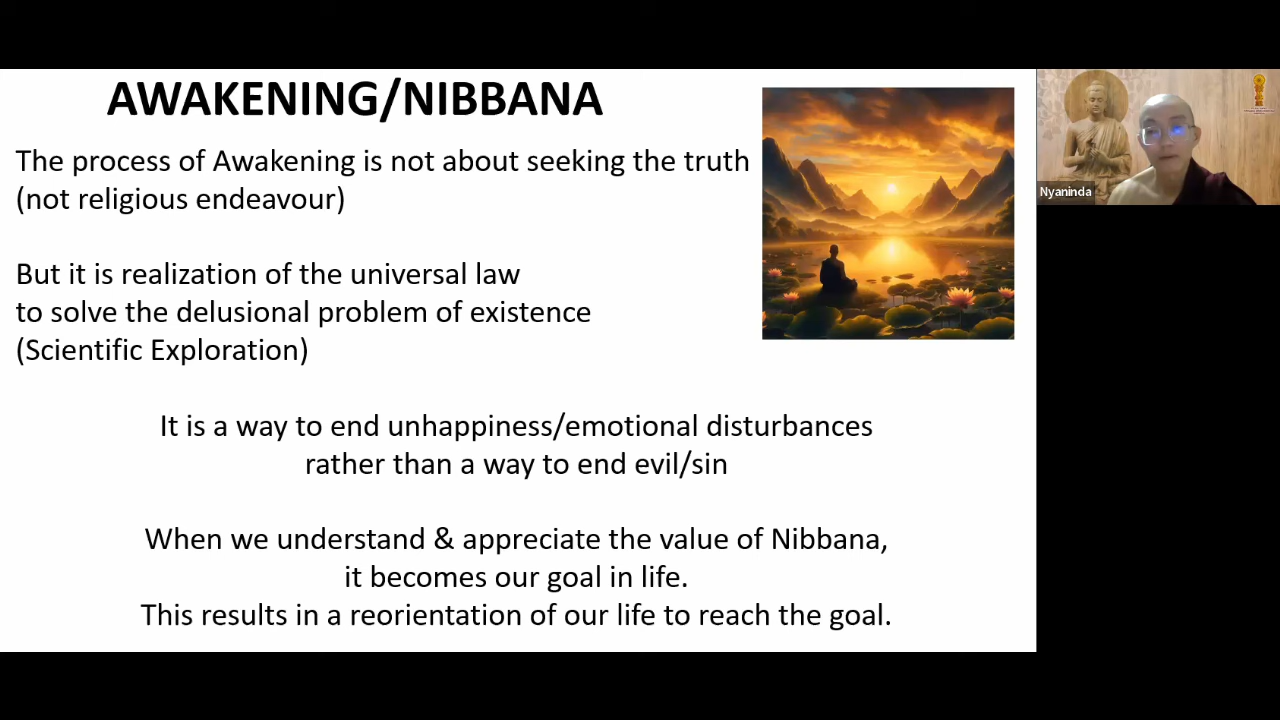 AWAKENING/NIBBANA
The process of Awakening is not about seeking the truth
(not religious endeavour)
But it is realization of the universal law
to solve the delusional problem of existence
(Scientific Exploration)
It is a way to end unhappiness/emotional disturbances
rather than a way to end evil/sin
When we understand & appreciate the value of Nibbana,
it becomes our goal in life.
This results in a reorientation of our life to reach the goal.
Nyaninda